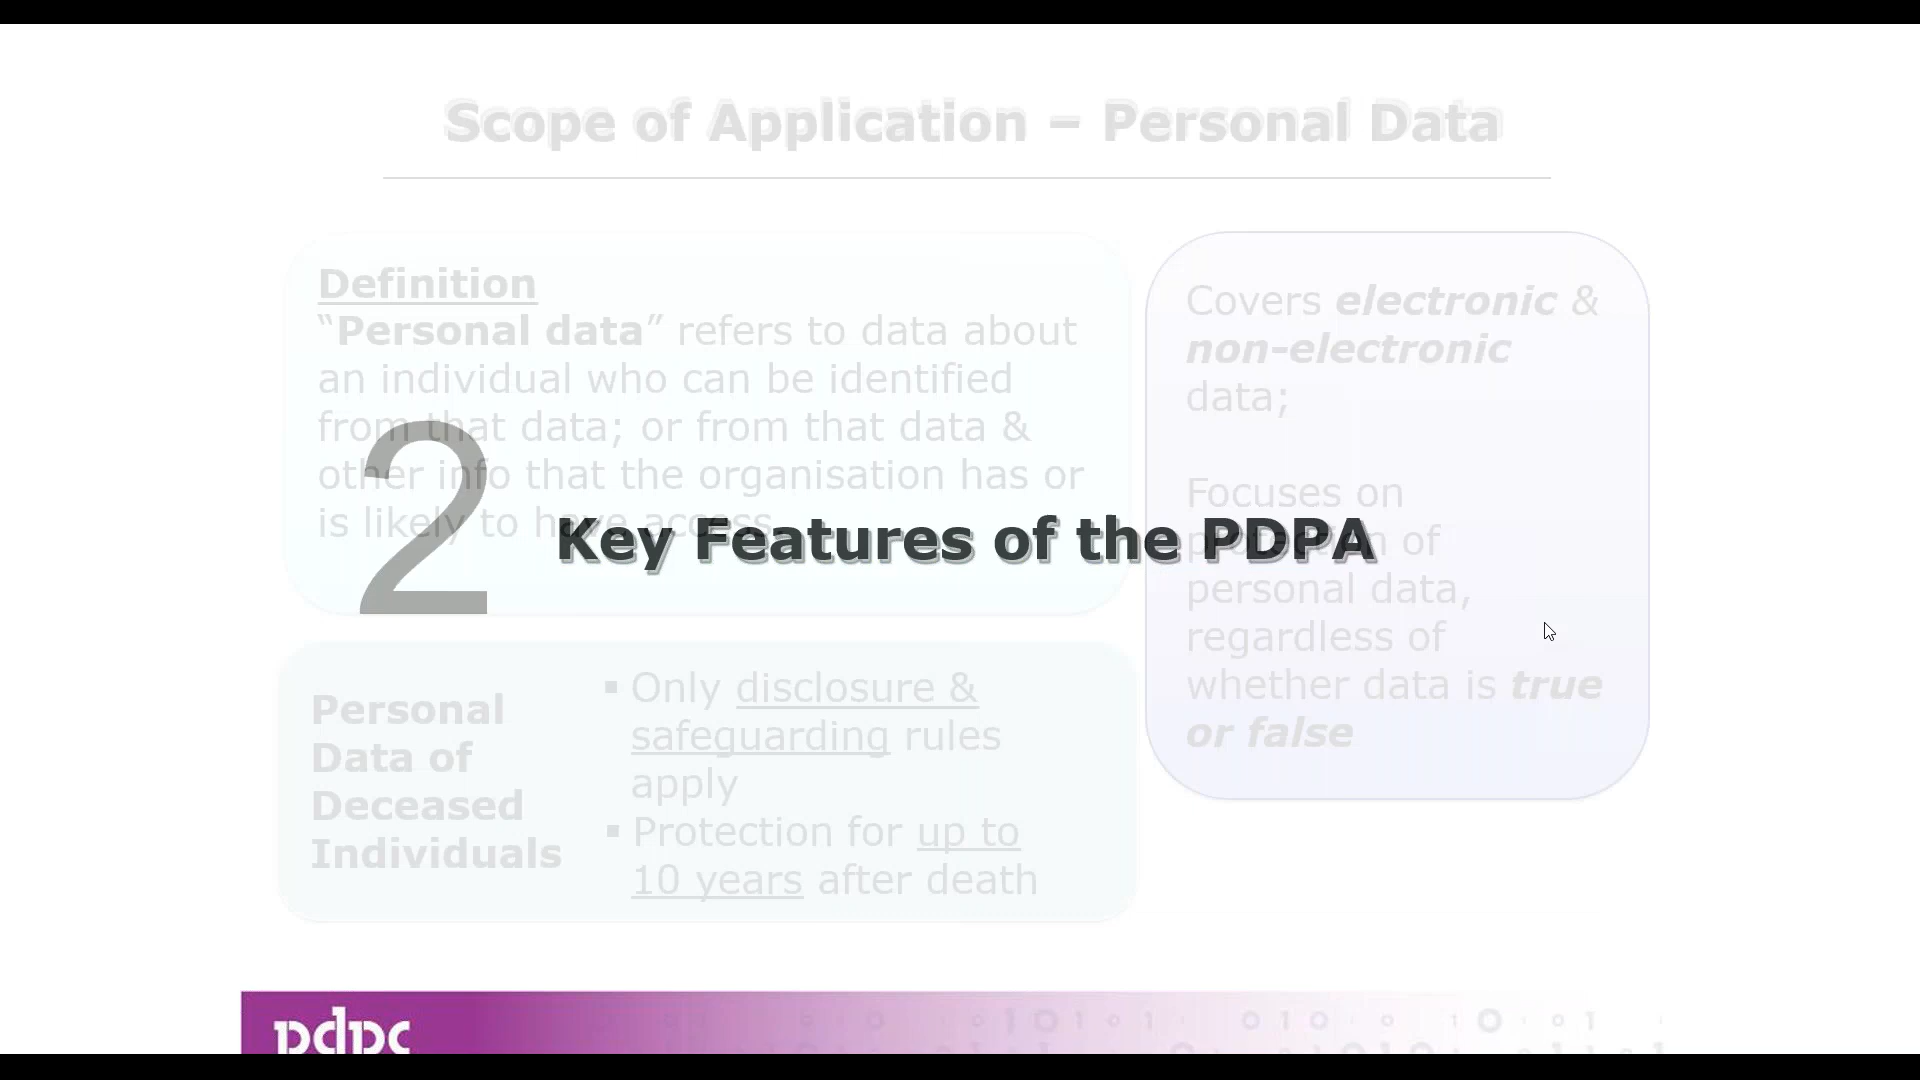 Scope of Application – Personal Data
Definition
“Personal data” refers to data about
an individual who can be identified
from that data; or from that data &
other info that the organisation has or
is likely to have access
2
Key Features of the PDPA
Covers electronic &
non-electronic
data;
Focuses on
protection of
personal data,
regardless of
whether data is true
or false
Personal
Data of
Deceased
Individuals
▪ Only disclosure &
safeguarding rules
apply
▪ Protection for up to
10 years after death
pdpc